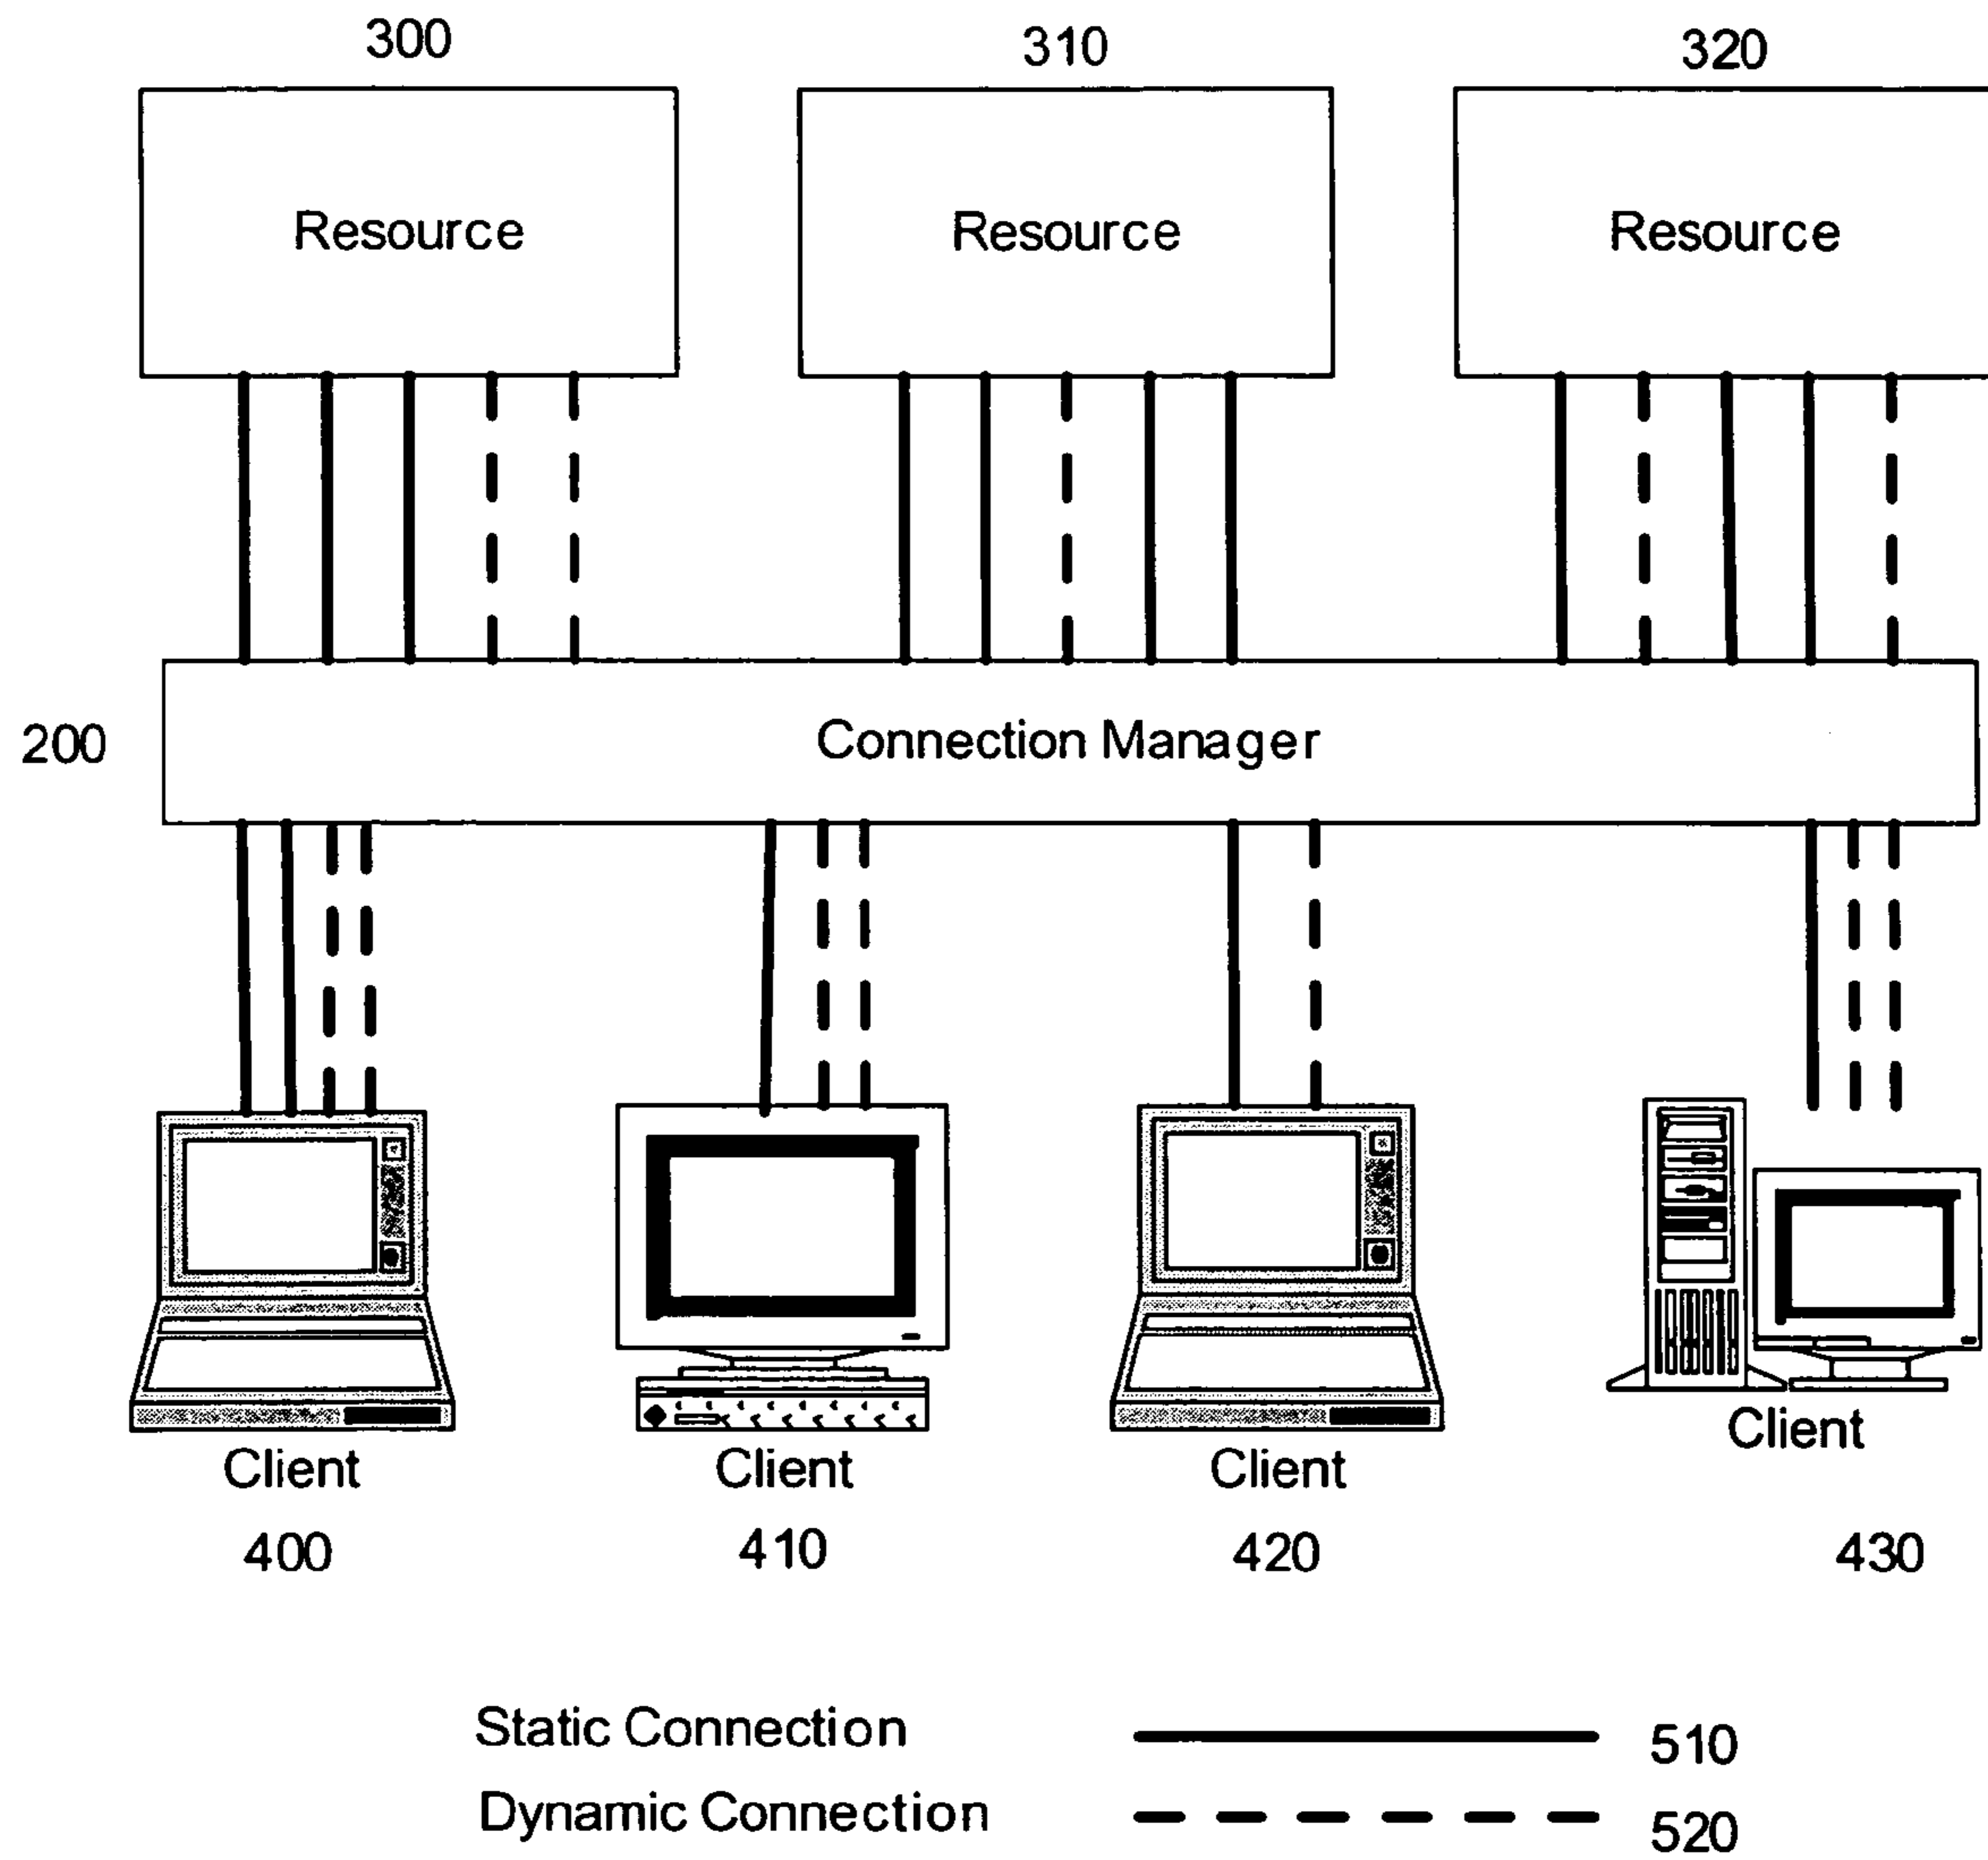 300
310
320
Resource
Resource
Resource
200
Connection Manager
Client
Client
Client
Client
400
410
420
430
Static Connection
510
Dynamic Connection
520